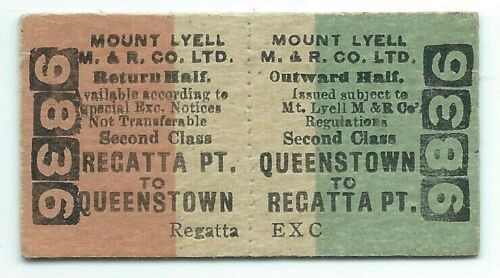 9836
MOUNT LYELL
M. & R. CO. LTD.
Return Half.
Available according to
Special Exc. Notices
Not Transferable
Second Class
REGATTA PT.
TO
QUEENSTOWN
MOUNT LYELL
M. & R. CO. LTD.
Outward Half.
Issued subject to
Mt. Lyell M & R Co'
Regulations
Second Class
QUEENSTOWN
TO
REGATTA PT.
9836
Regatta EXC